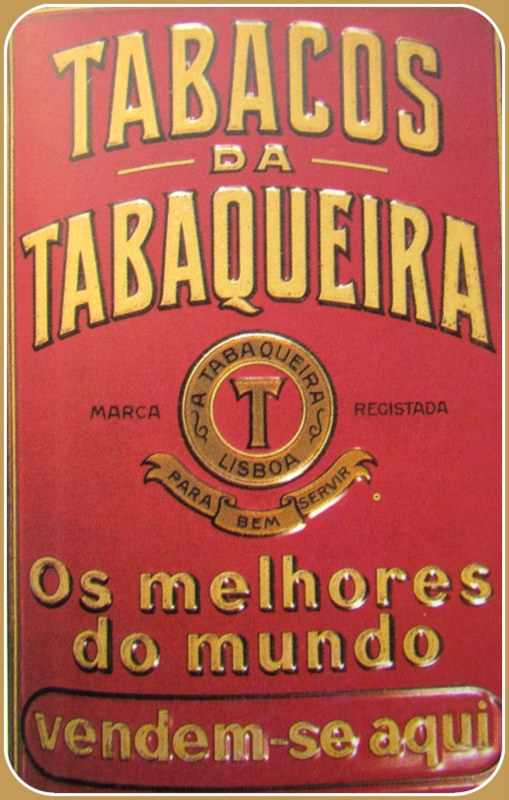 TABACOS
DA
TABAQUEIRA
A TABAQUEIRA
T
LISBOA
MARCA REGISTADA
PARA BEM SERVIR
Os melhores
do mundo
vendem-se aqui